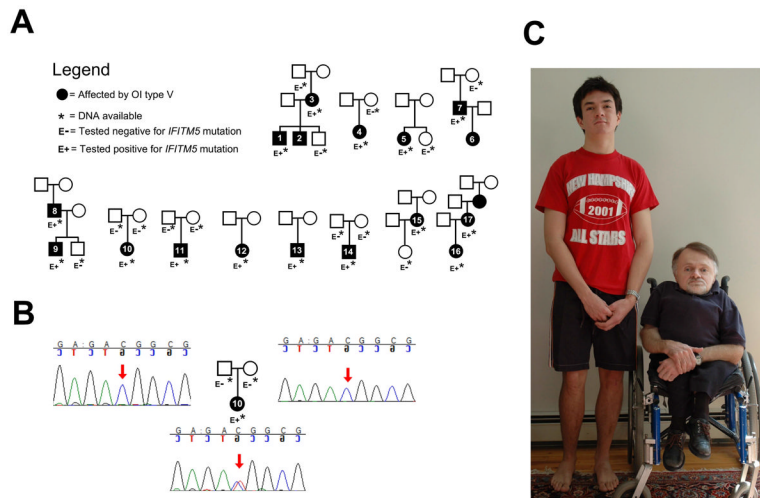 A
Legend
= Affected by OI type V
* = DNA available
E- = Tested negative for IFITM5 mutation
E+ = Tested positive for IFITM5 mutation
E-*
3
E+*
1
2
E+*
E-*
E-*
4
E+*
5
E+*
E-*
E-*
7
E+*
6
8
E+*
9
E+*
E-*
E-* E-*
10
E+*
E-* E-*
11
E+*
12
E+*
13
E+*
E-* E-*
14
E+*
15
E+*
E-*
17
E+*
16
E+*
B
G A G A C G G C G
G A G A C G G C G
E-* E-*
10
E+*
G A G A C G G C G
C
NEW HAMPSHIRE
2001
ALL STARS